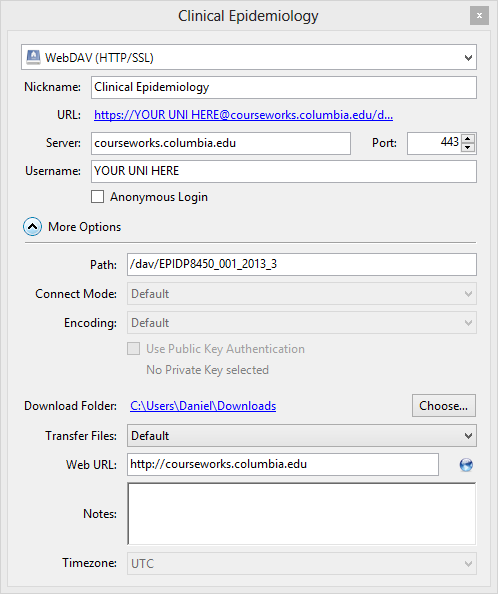 Clinical Epidemiology
x
WebDAV (HTTP/SSL)
Nickname: Clinical Epidemiology
URL: https://YOUR UNI HERE@courseworks.columbia.edu/d...
Server: courseworks.columbia.edu Port: 443
Username: YOUR UNI HERE
Anonymous Login
More Options
Path: /dav/EPIDP8450_001_2013_3
Connect Mode: Default
Encoding: Default
Use Public Key Authentication
No Private Key selected
Download Folder: C:\Users\Daniel\Downloads Choose...
Transfer Files: Default
Web URL: http://courseworks.columbia.edu
Notes:
Timezone: UTC